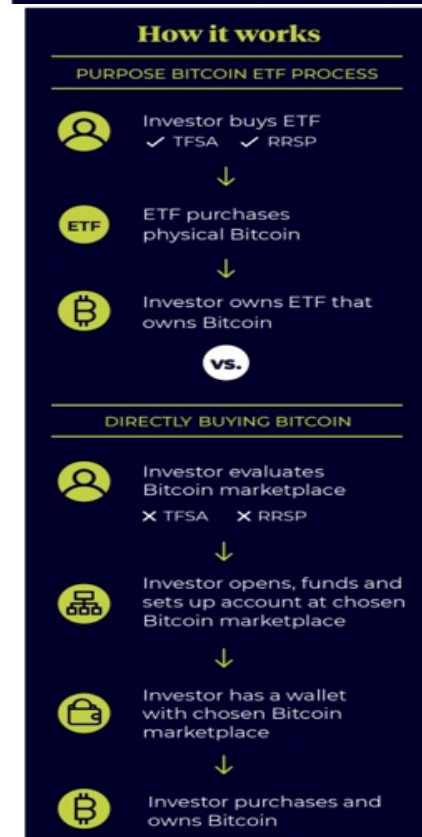 How it works
PURPOSE BITCOIN ETF PROCESS
Investor buys ETF
✓ TFSA ✓ RRSP
ETF
ETF purchases
physical Bitcoin
Investor owns ETF that
owns Bitcoin
vs.
DIRECTLY BUYING BITCOIN
Investor evaluates
Bitcoin marketplace
✕ TFSA ✕ RRSP
Investor opens, funds and
sets up account at chosen
Bitcoin marketplace
Investor has a wallet
with chosen Bitcoin
marketplace
Investor purchases and
owns Bitcoin